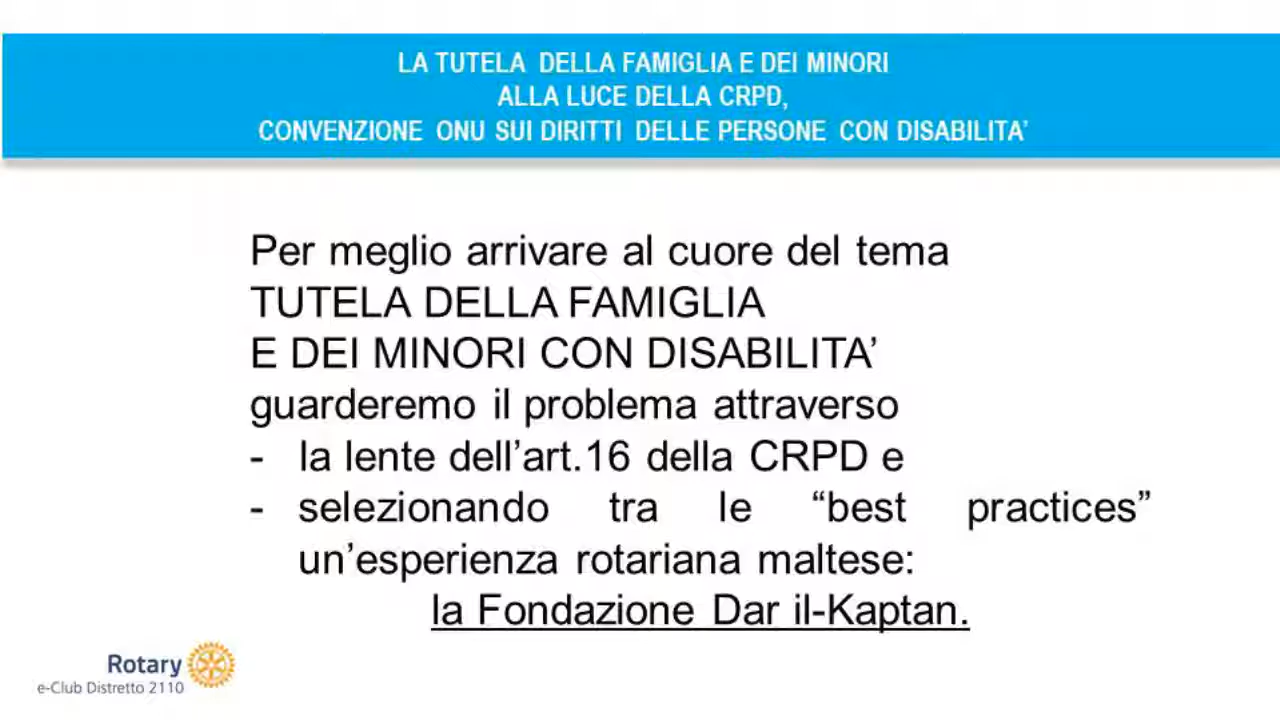 LA TUTELA DELLA FAMIGLIA E DEI MINORI
ALLA LUCE DELLA CRPD,
CONVENZIONE ONU SUI DIRITTI DELLE PERSONE CON DISABILITA'
Per meglio arrivare al cuore del tema
TUTELA DELLA FAMIGLIA
E DEI MINORI CON DISABILITA'
guarderemo il problema attraverso
- la lente dell'art.16 della CRPD e
- selezionando tra le “best practices”
un'esperienza rotariana maltese:
la Fondazione Dar il-Kaptan.
Rotary
e-Club Distretto 2110